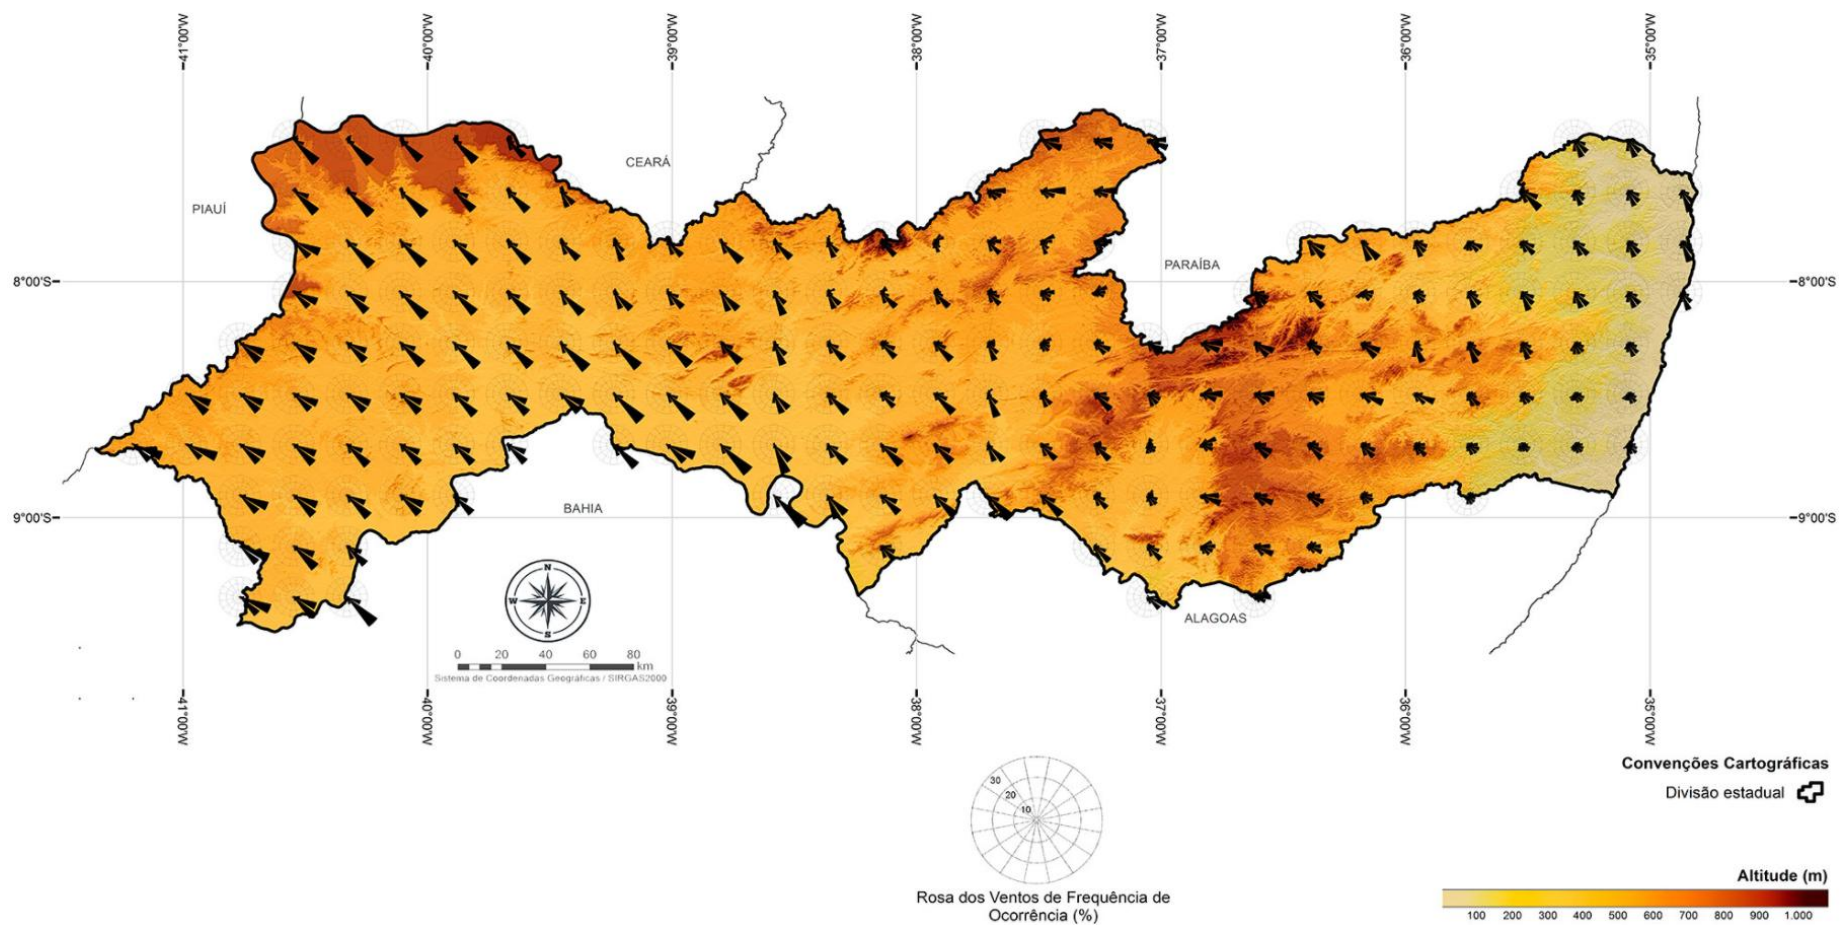 41°00'W
40°00'W
39°00'W
38°00'W
37°00'W
36°00'W
35°00'W
CEARÁ
PIAUÍ
PARAÍBA
8°00'S
8°00'S
BAHIA
9°00'S
9°00'S
N
W
E
S
ALAGOAS
0 20 40 60 80
km
Sistema de Coordenadas Geográficas / SIRGAS2000
41°00'W
40°00'W
39°00'W
38°00'W
37°00'W
36°00'W
35°00'W
30
20
10
Rosa dos Ventos de Frequência de
Ocorrência (%)
Convenções Cartográficas
Divisão estadual
Altitude (m)
100 200 300 400 500 600 700 800 900 1.000